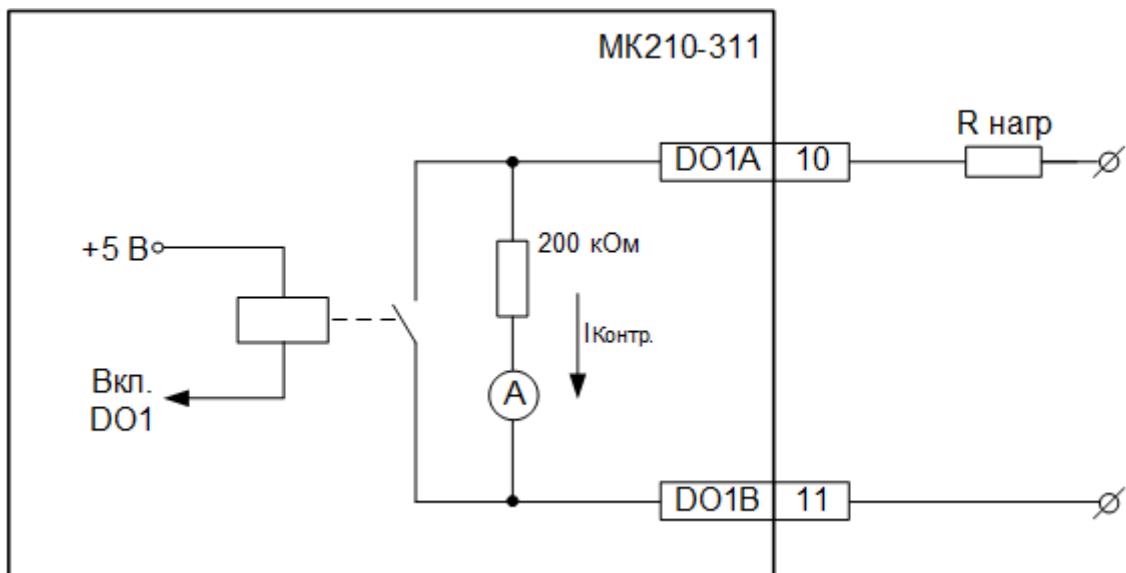 МК210-311
R нагр
DO1A
10
200 кОм
+5 В
Iконтр.
A
Вкл.
DO1
DO1B
11